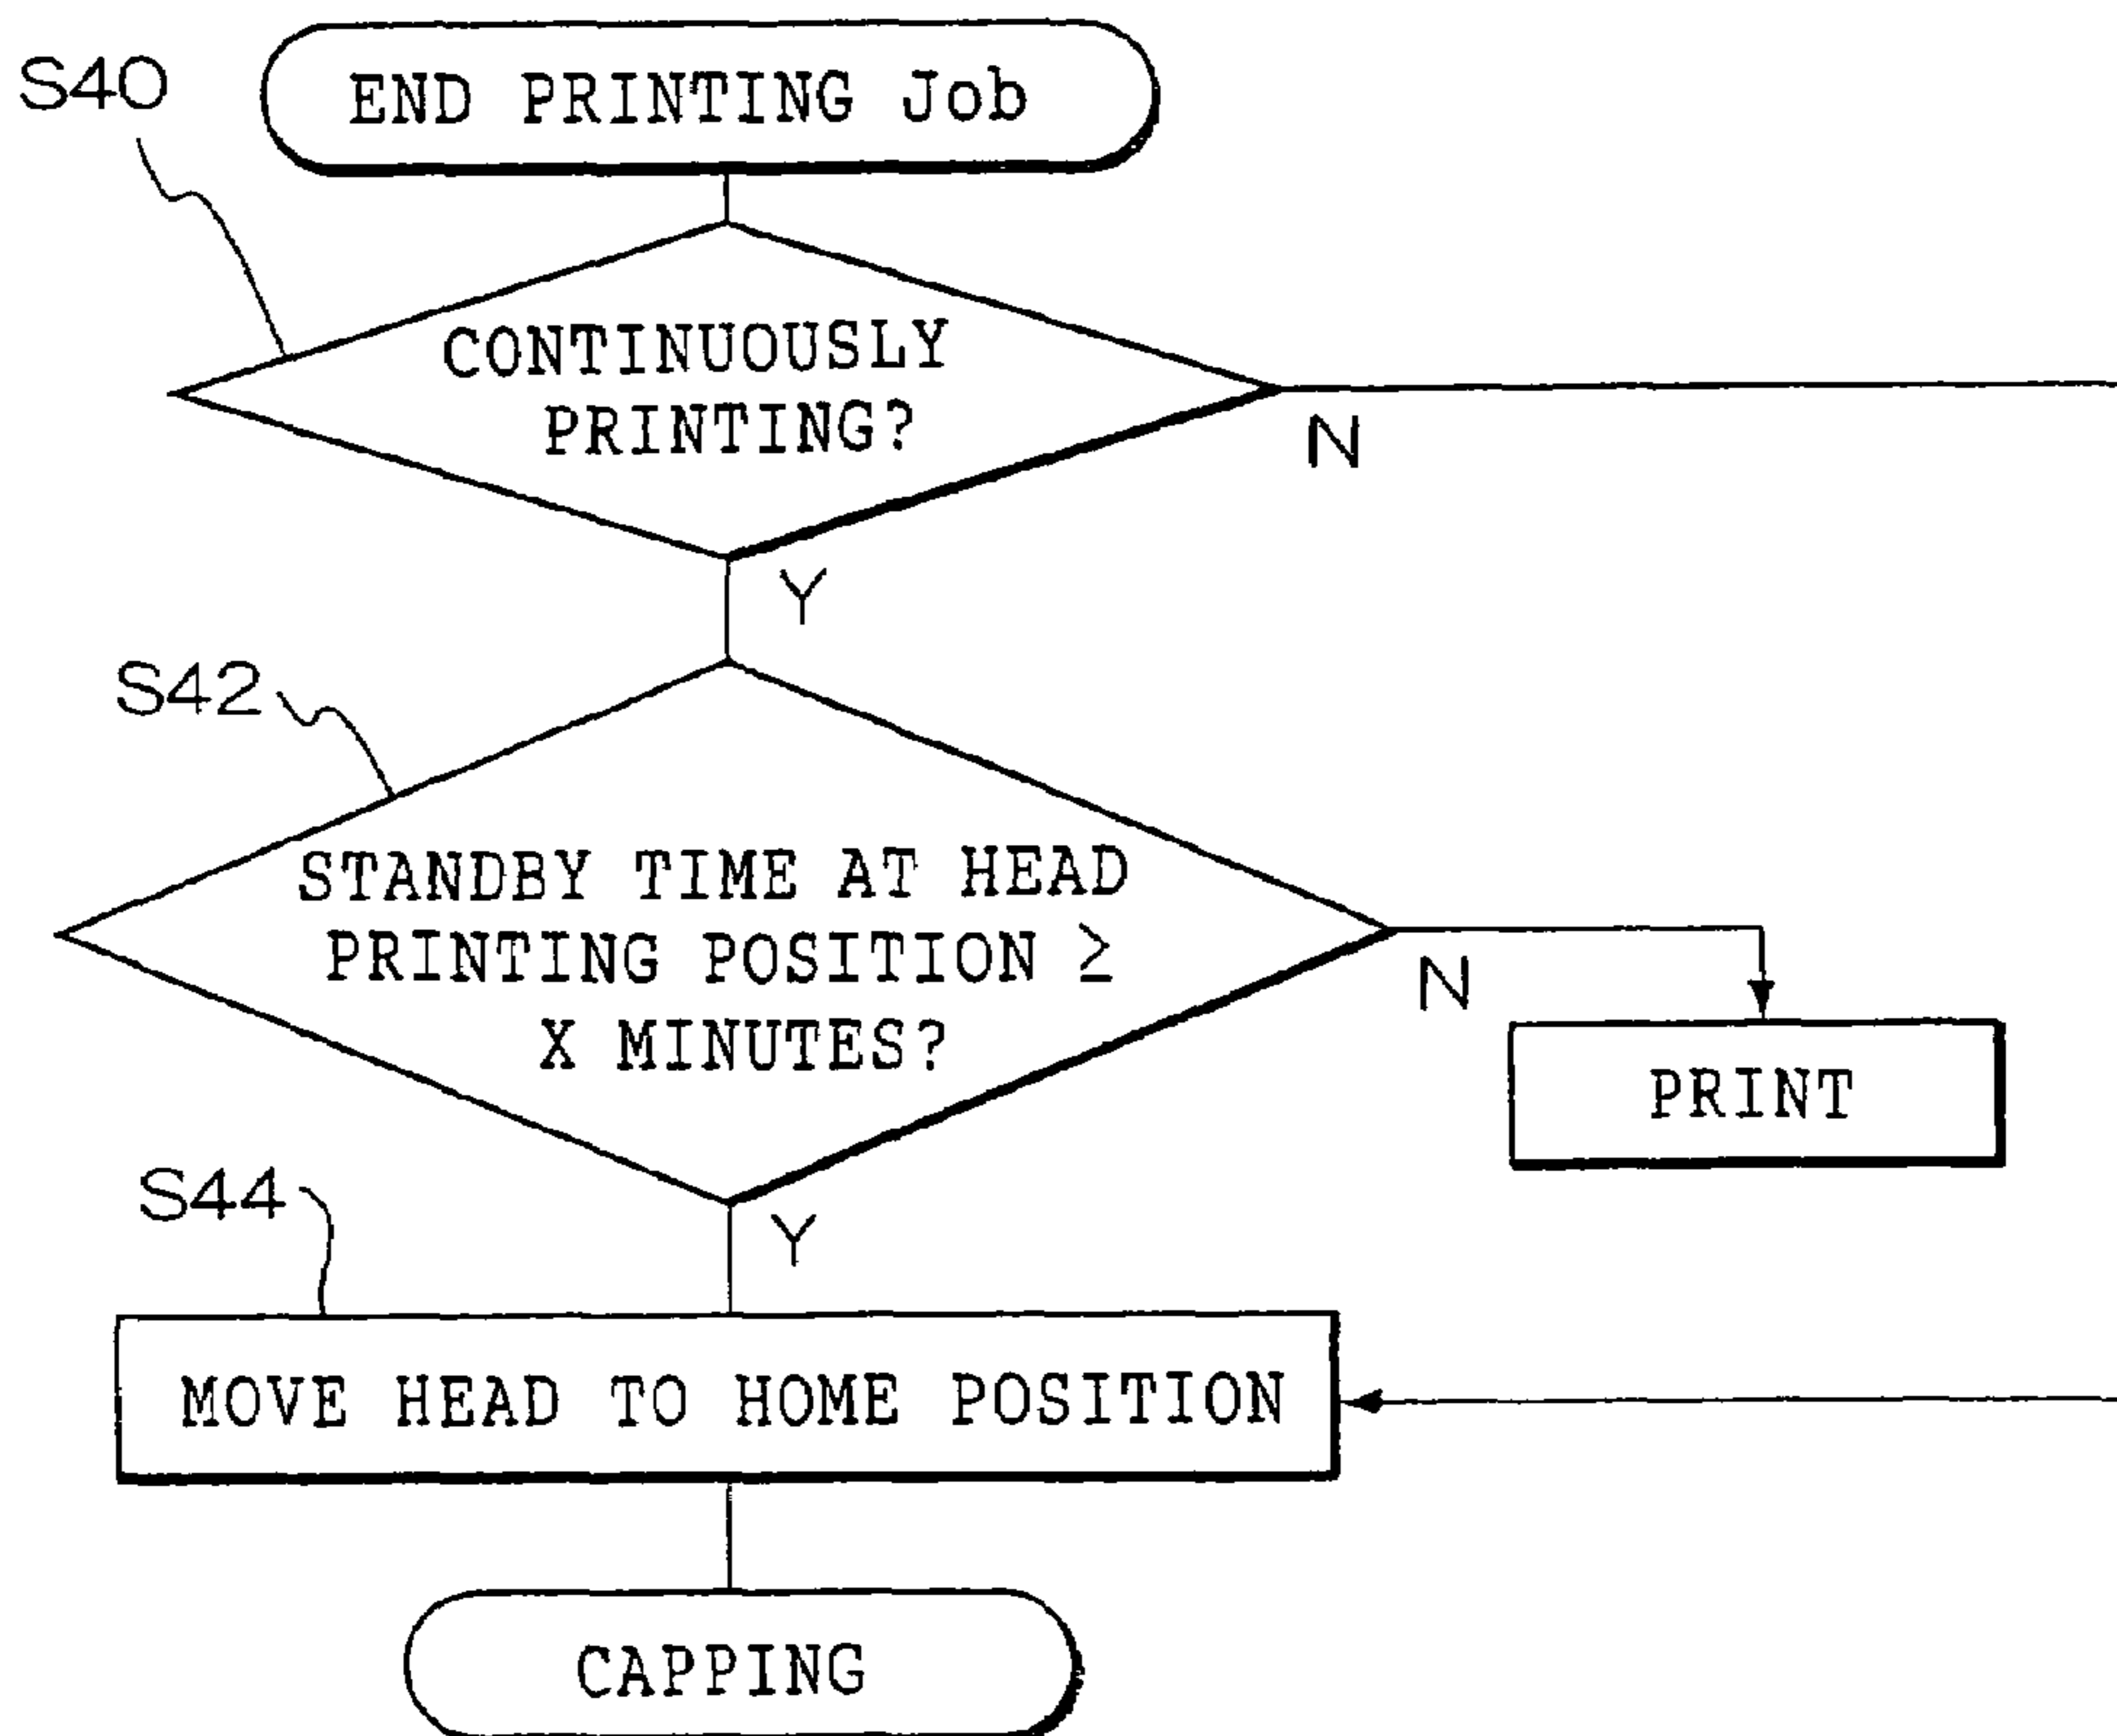 S40
END PRINTING Job
CONTINUOUSLY
PRINTING?
N
Y
S42
STANDBY TIME AT HEAD
PRINTING POSITION ≥
X MINUTES?
N
PRINT
S44
Y
MOVE HEAD TO HOME POSITION
CAPPING